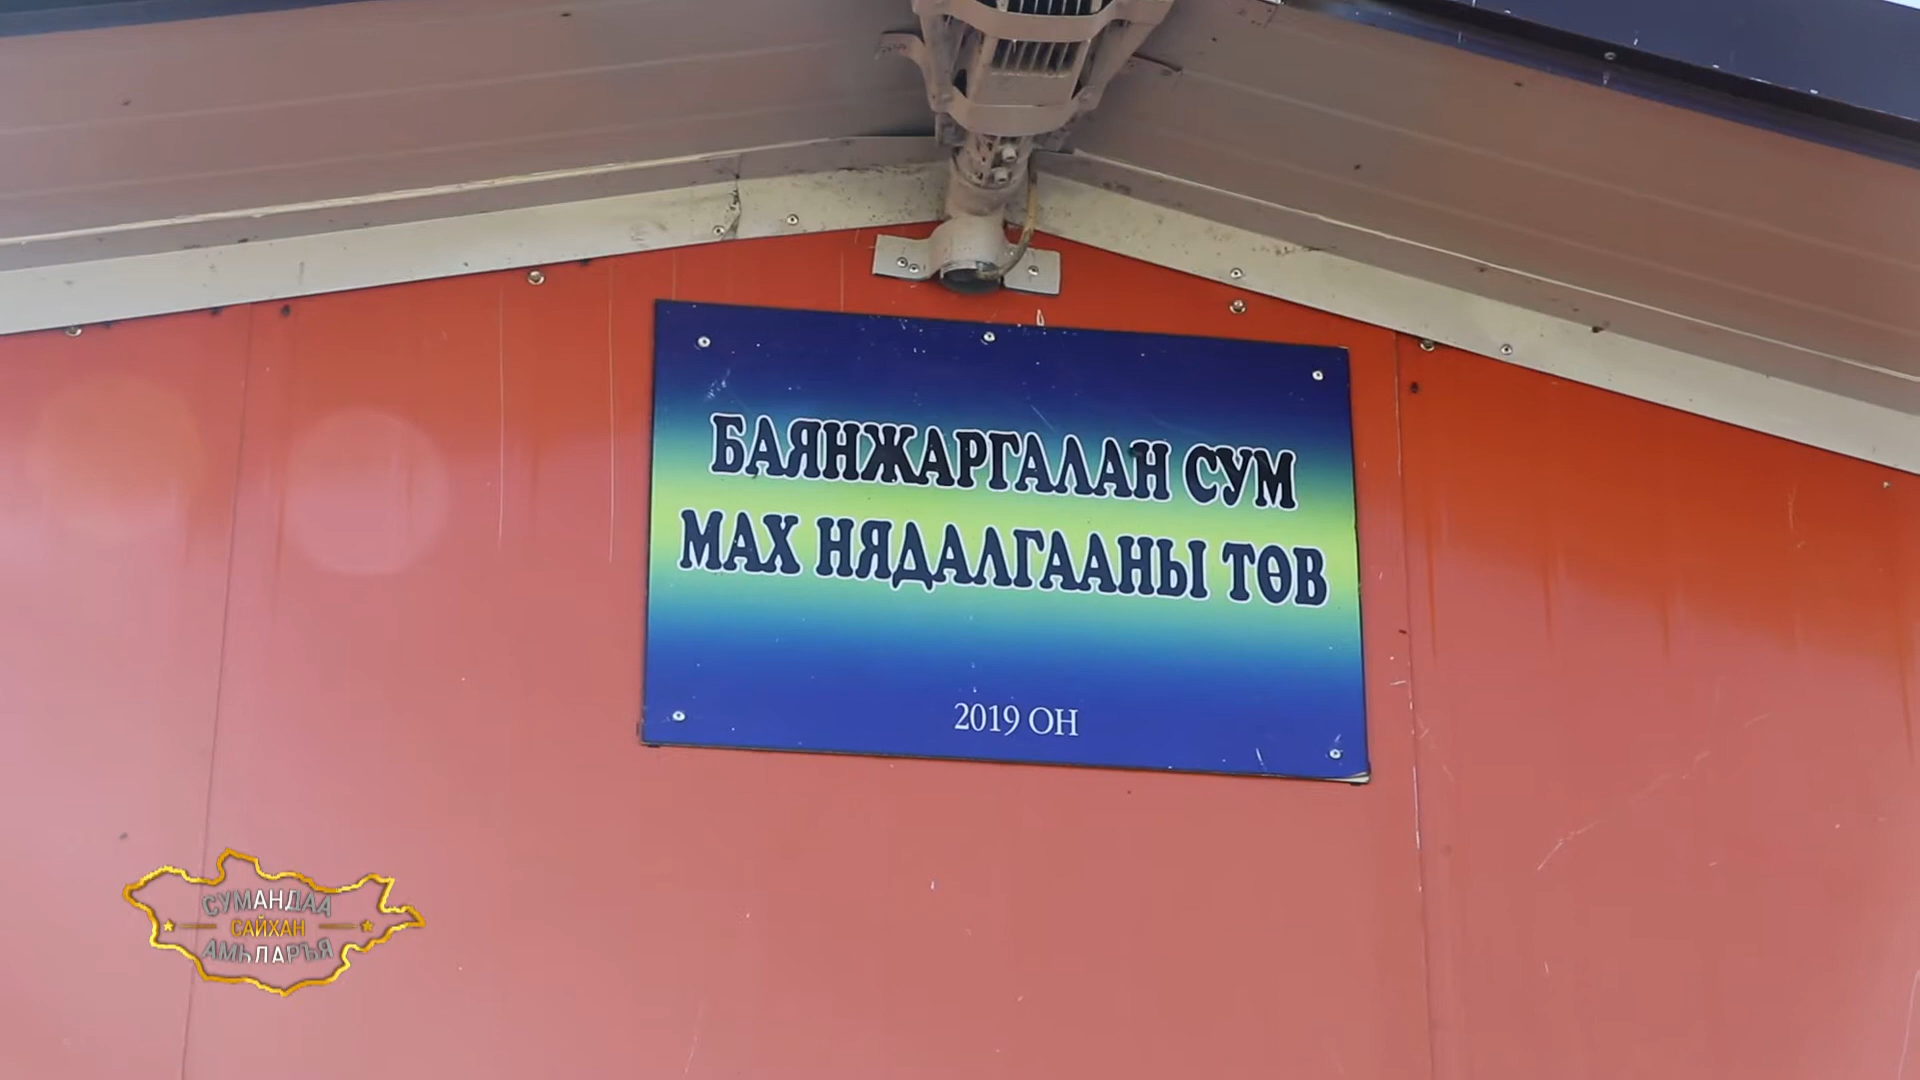 БАЯНЖАРГАЛАН СУМ
МАХ НЯДАЛГААНЫ ТӨВ
2019 ОН
СУМАНДАА
САЙХАН
АМЬДАРЪЯ